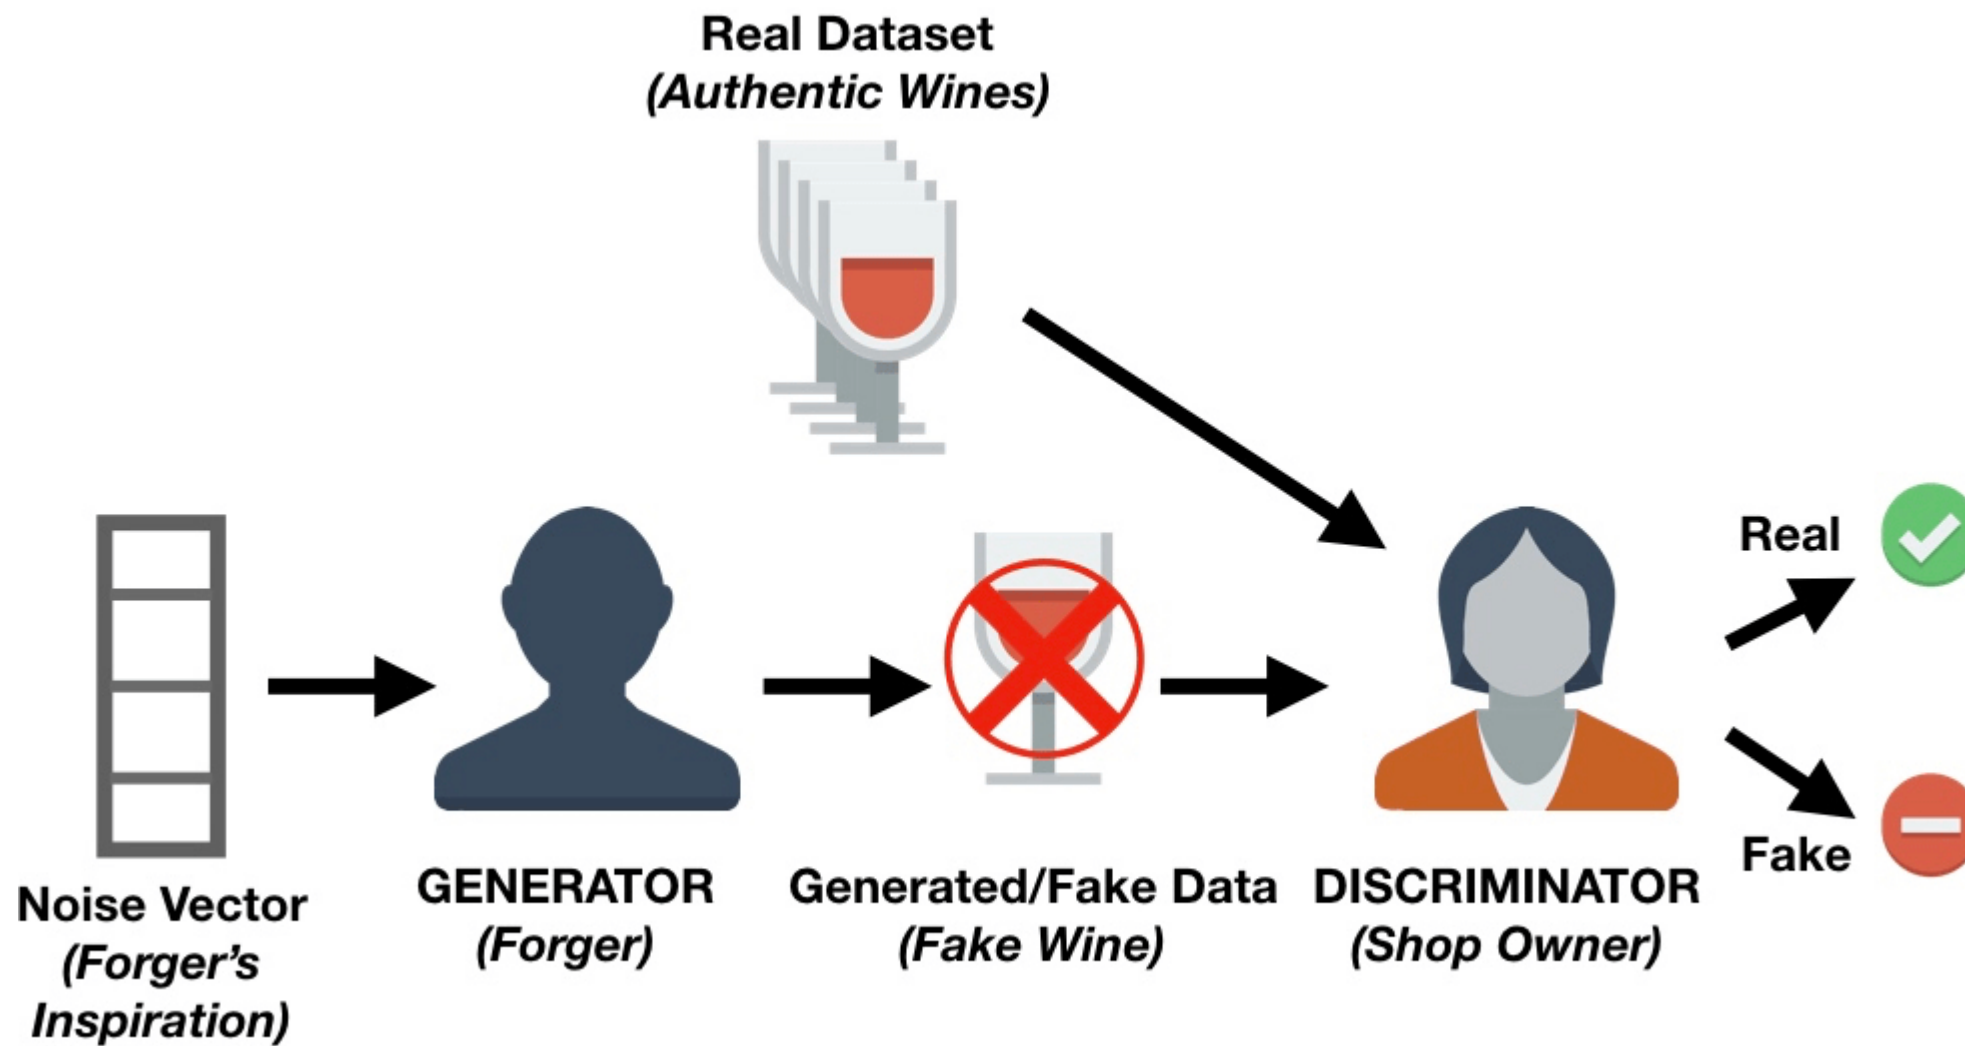 Real Dataset
(Authentic Wines)
Real
Fake
Noise Vector
(Forger’s
Inspiration)
GENERATOR
(Forger)
Generated/Fake Data
(Fake Wine)
DISCRIMINATOR
(Shop Owner)